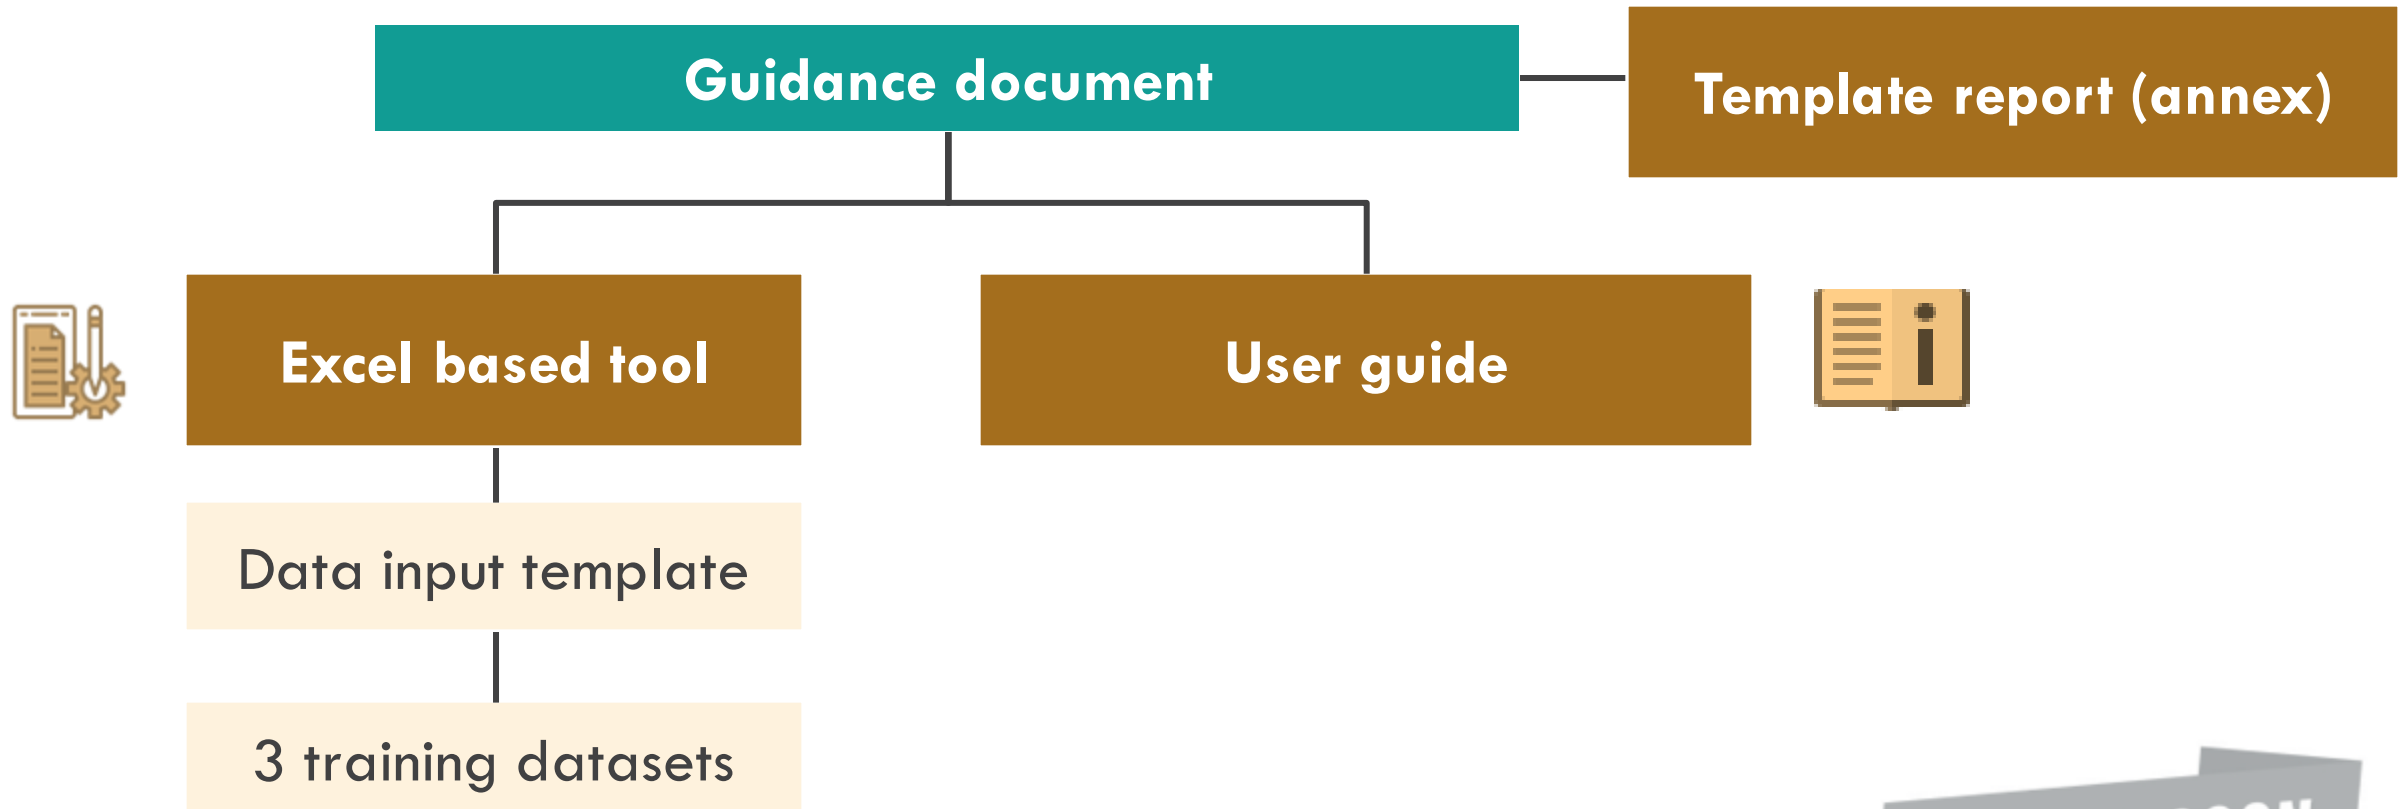 Guidance document
Template report (annex)
Excel based tool
User guide
Data input template
3 training datasets